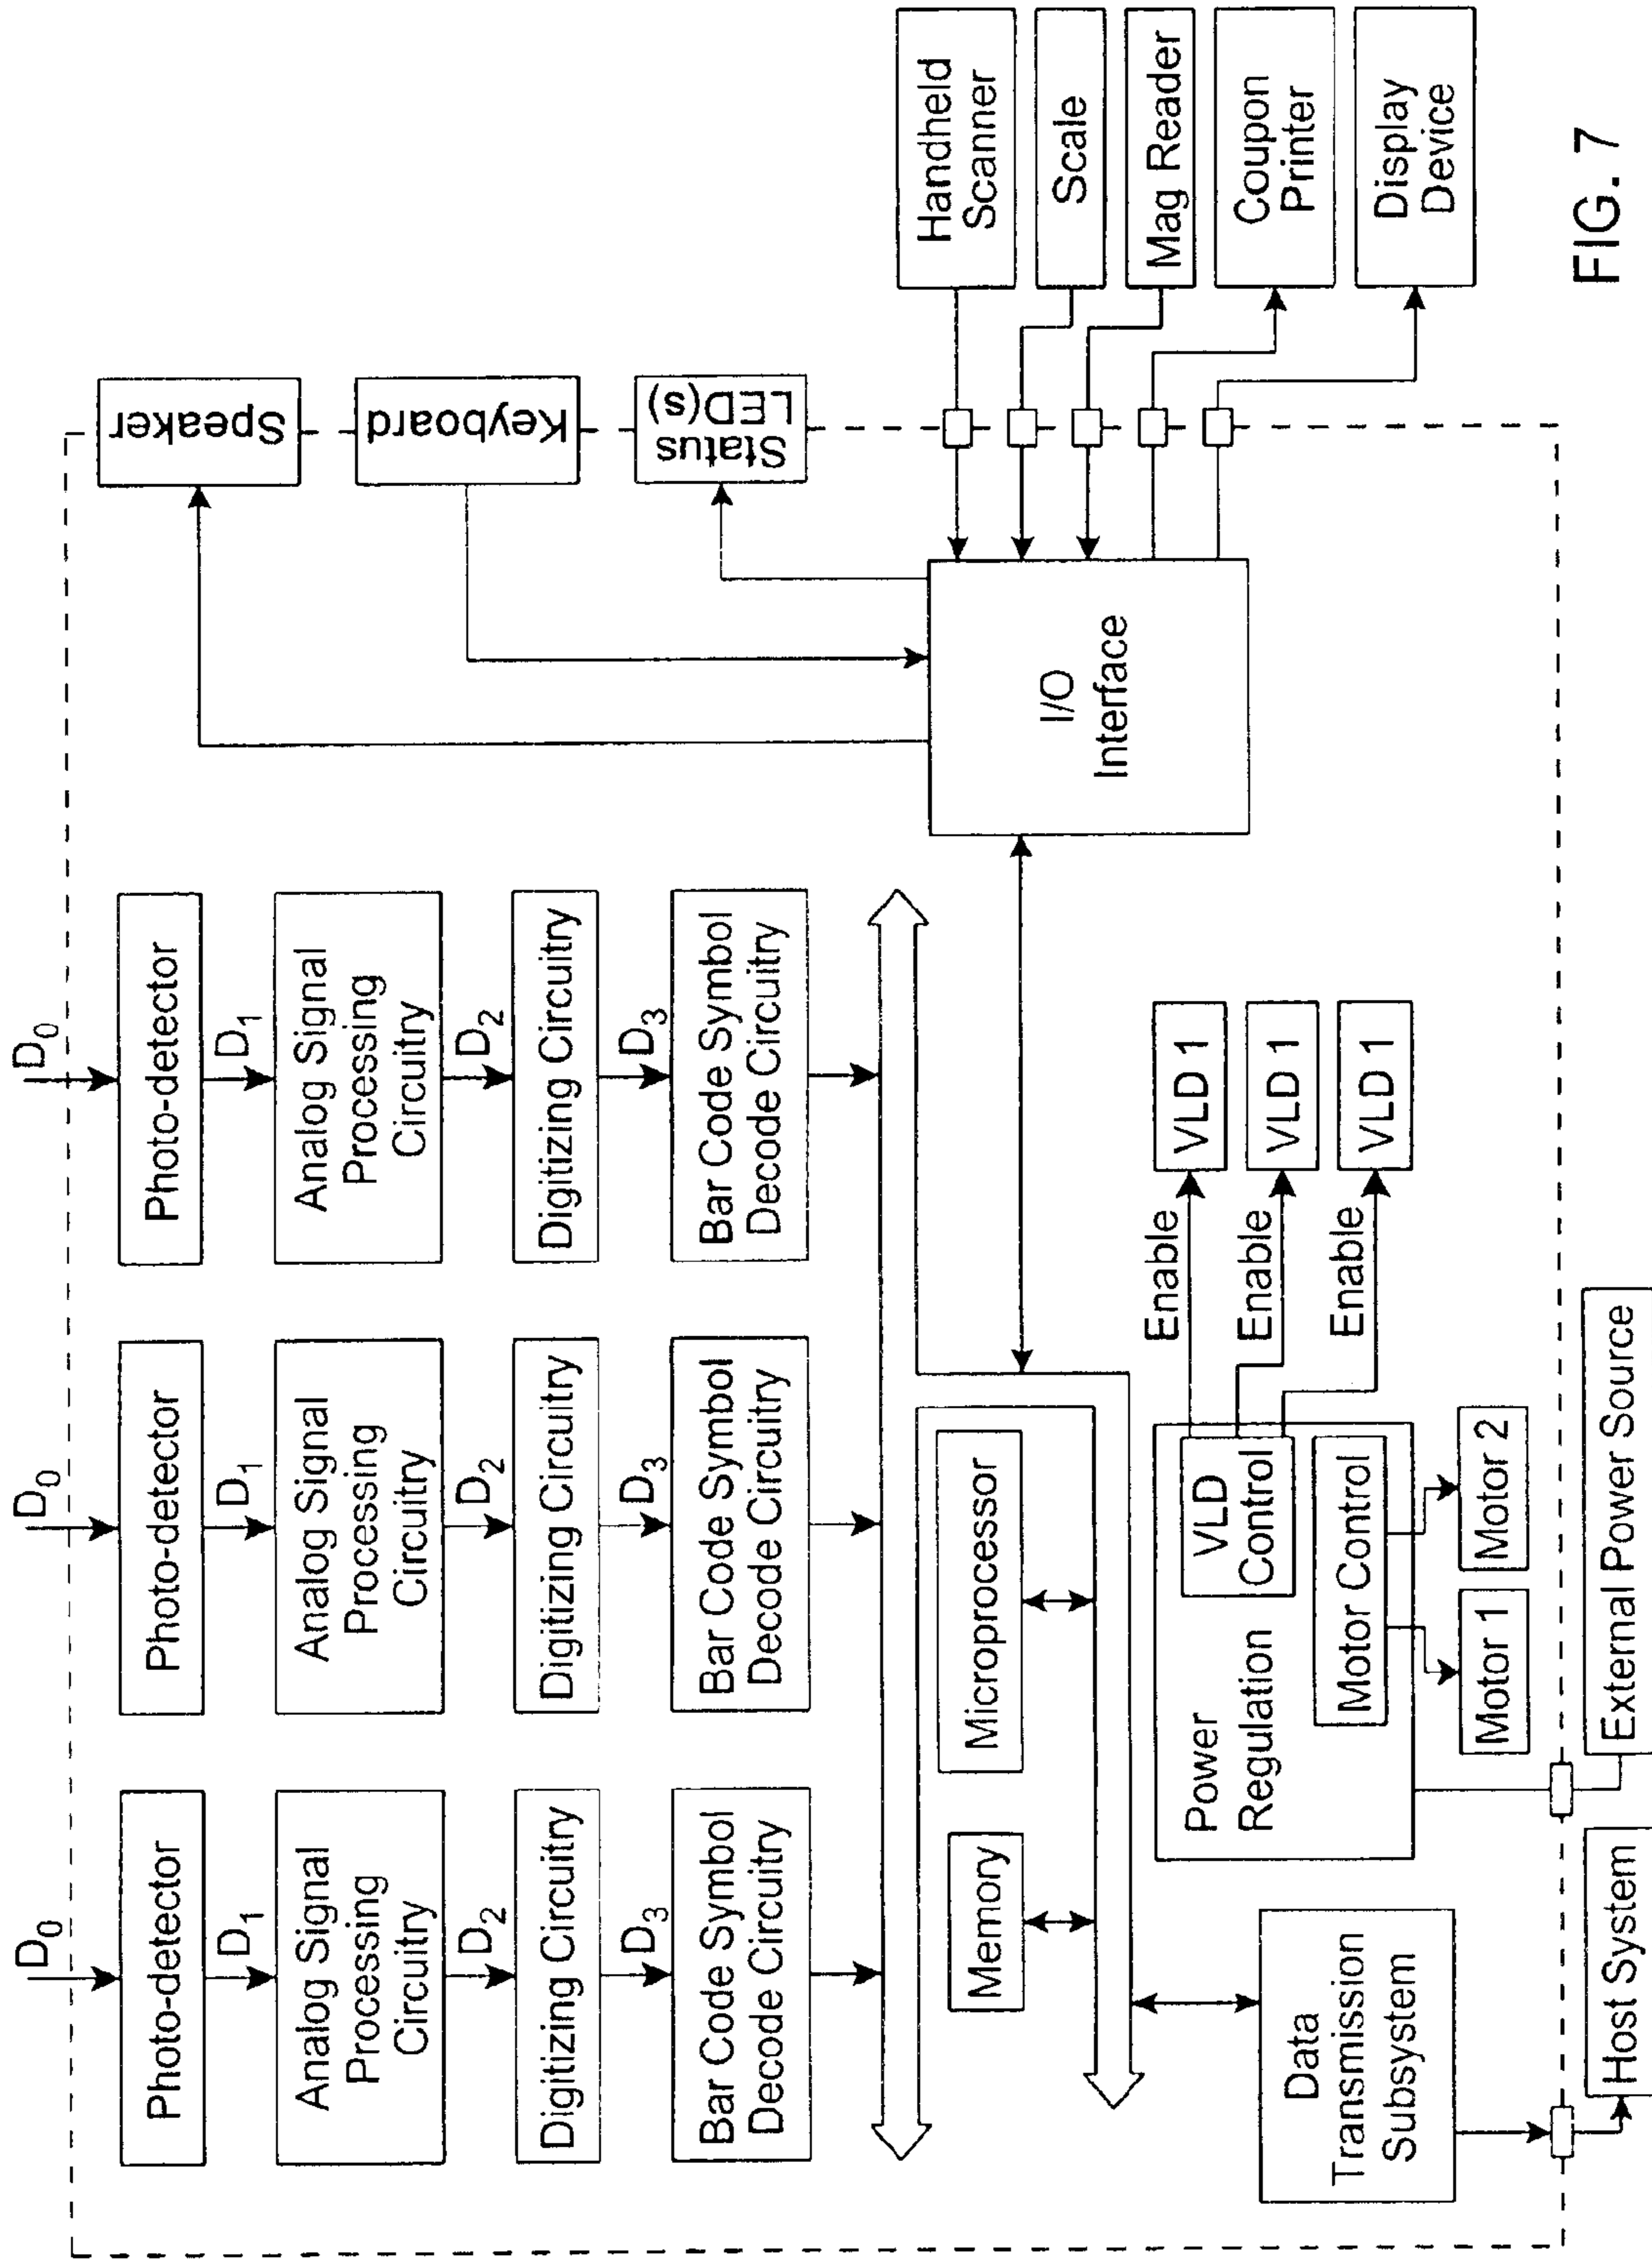 D0
D0
D0
Photo-detector
Photo-detector
Photo-detector
D1
D1
D1
Analog Signal
Processing
Circuitry
Analog Signal
Processing
Circuitry
Analog Signal
Processing
Circuitry
D2
D2
D2
Digitizing Circuitry
Digitizing Circuitry
Digitizing Circuitry
D3
D3
D3
Bar Code Symbol
Decode Circuitry
Bar Code Symbol
Decode Circuitry
Bar Code Symbol
Decode Circuitry
Speaker
Keyboard
Status
LED(s)
Memory
Microprocessor
I/O
Interface
Handheld
Scanner
Scale
Mag Reader
Coupon
Printer
Display
Device
Data
Transmission
Subsystem
Power
Regulation
VLD
Control
Motor Control
Enable
VLD 1
Enable
VLD 1
Enable
VLD 1
Motor 1
Motor 2
Host System
External Power Source
FIG. 7